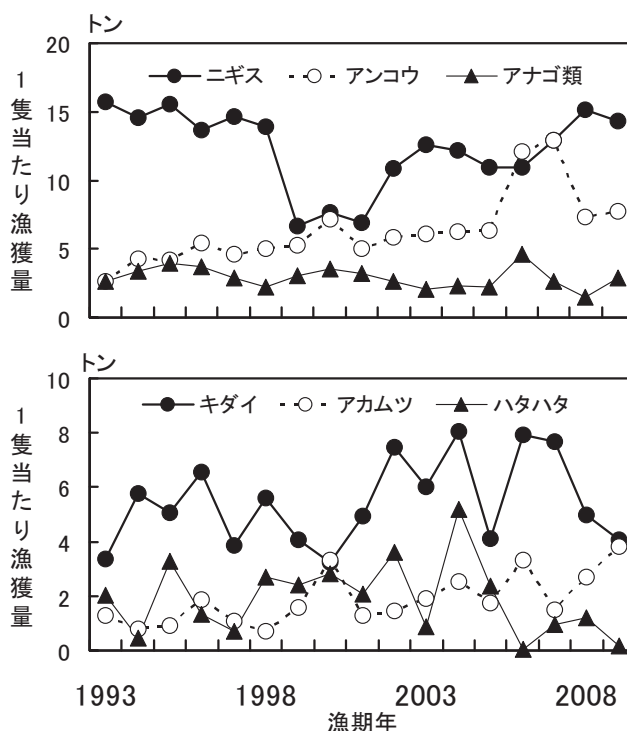 トン
20
15
10
5
0
1隻当たり漁獲量
ニギス アンコウ アナゴ類
トン
10
8
6
4
2
0
1隻当たり漁獲量
キダイ アカムツ ハタハタ
1993 1998 2003 2008
漁期年